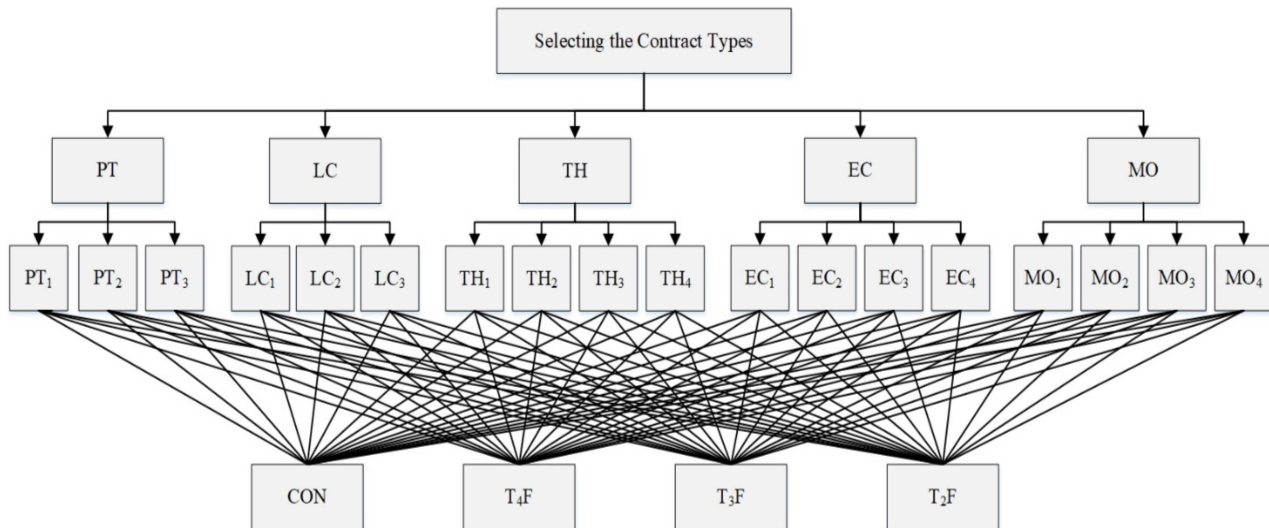 Selecting the Contract Types
PT
LC
TH
EC
MO
PT₁
PT₂
PT₃
LC₁
LC₂
LC₃
TH₁
TH₂
TH₃
TH₄
EC₁
EC₂
EC₃
EC₄
MO₁
MO₂
MO₃
MO₄
CON
T₄F
T₃F
T₂F